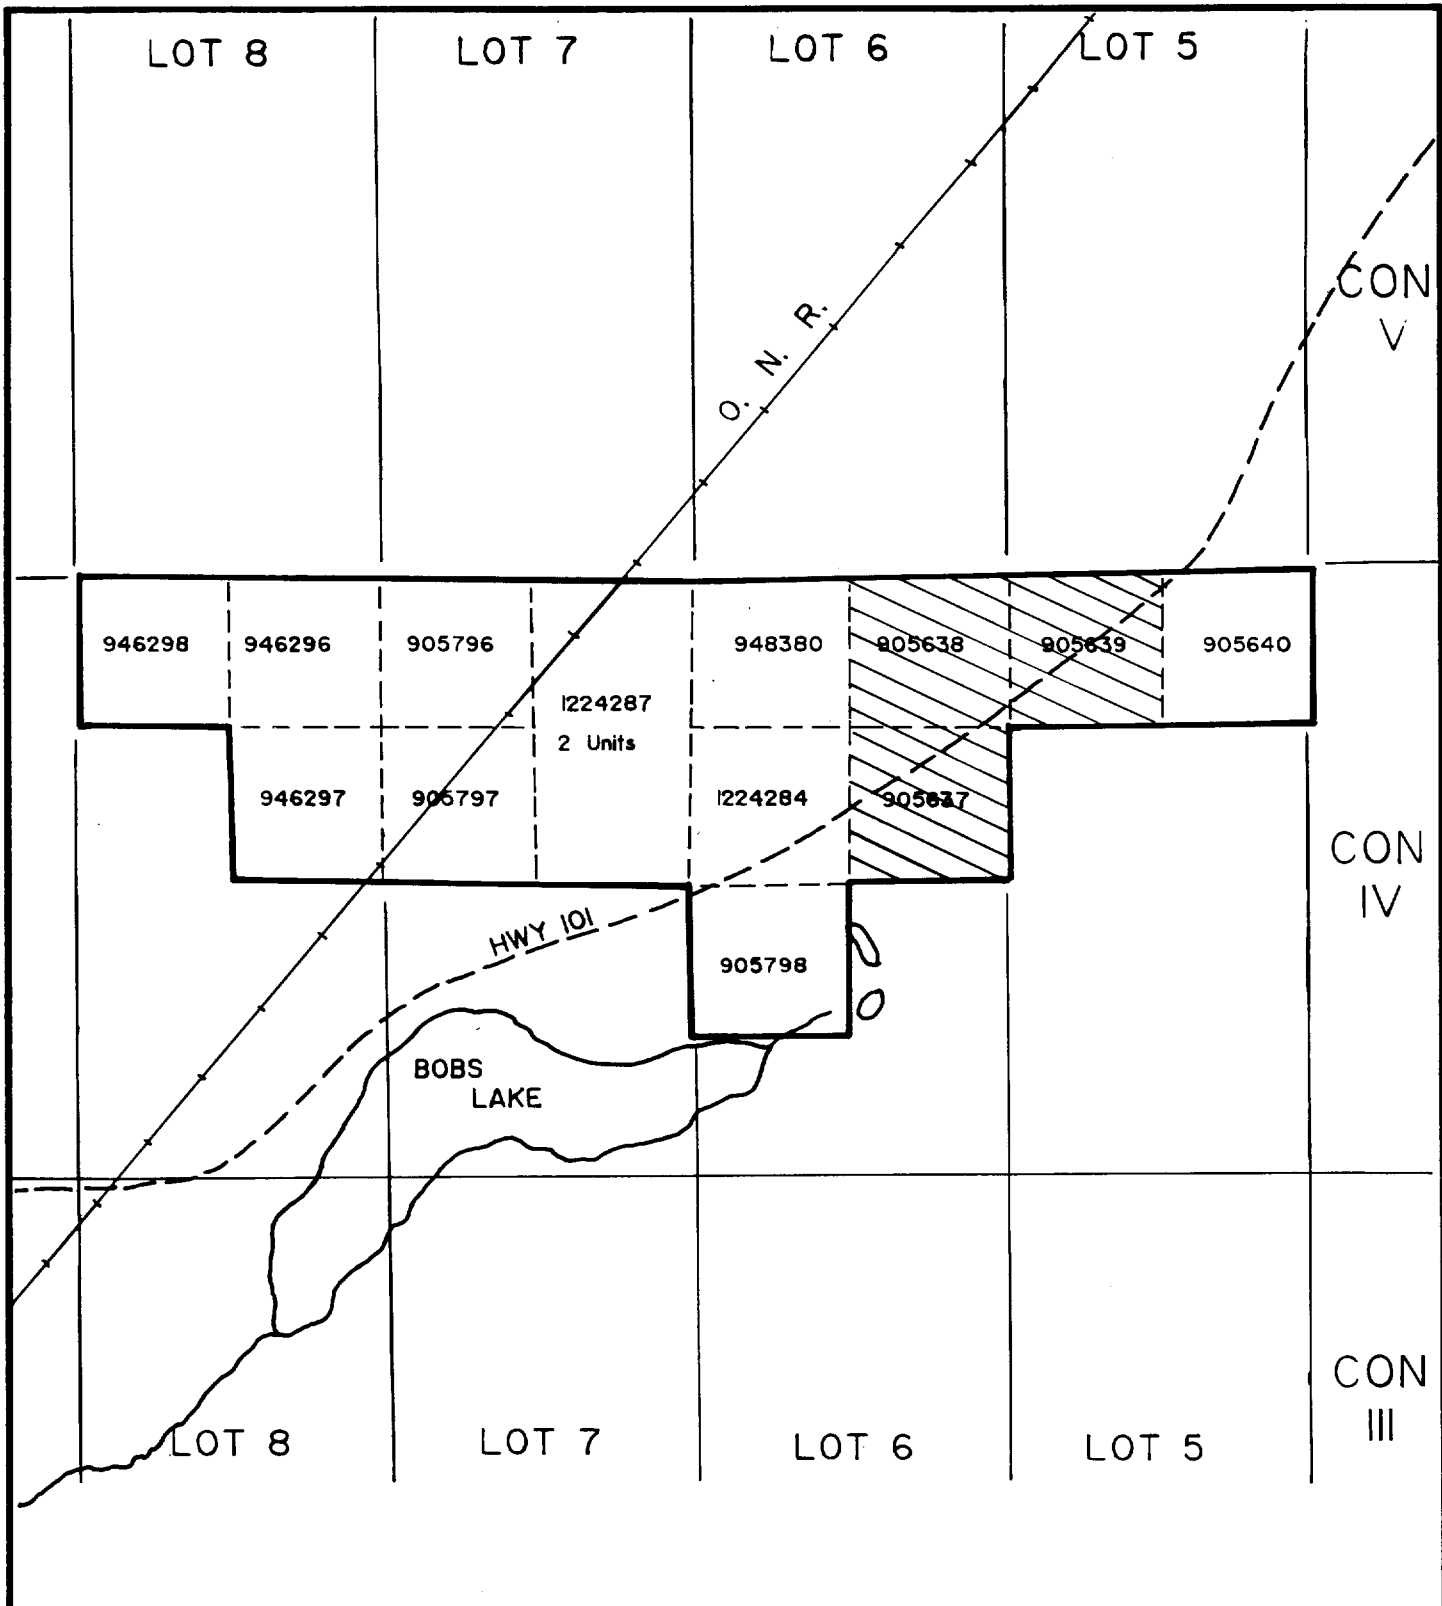 LOT 8
LOT 7
LOT 6
LOT 5
CON
V
O. N. R.
946298
946296
905796
948380
905638
905639
905640
1224287
2 Units
946297
905797
1224284
905637
CON
IV
HWY 101
905798
BOBS
LAKE
CON
III
LOT 8
LOT 7
LOT 6
LOT 5